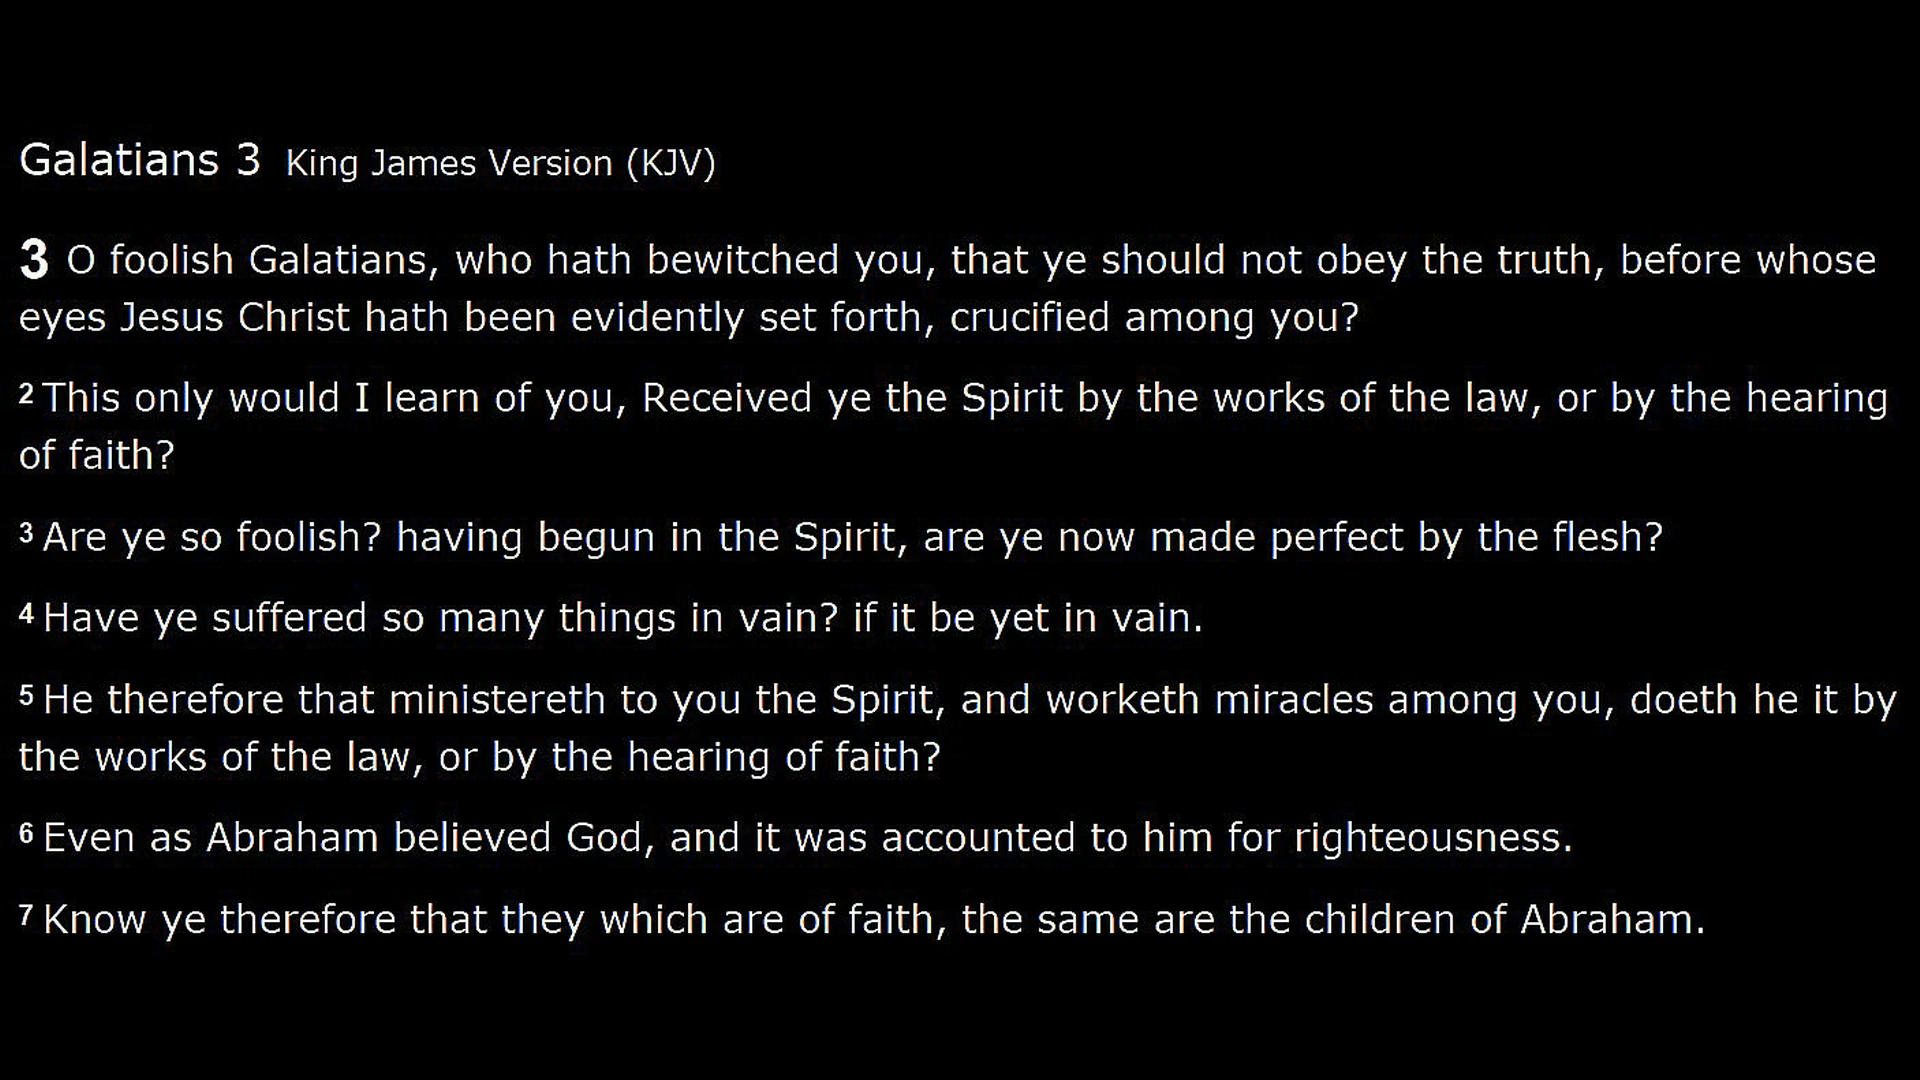 Galatians 3 King James Version (KJV)
3 O foolish Galatians, who hath bewitched you, that ye should not obey the truth, before whose
eyes Jesus Christ hath been evidently set forth, crucified among you?
2 This only would I learn of you, Received ye the Spirit by the works of the law, or by the hearing
of faith?
3 Are ye so foolish? having begun in the Spirit, are ye now made perfect by the flesh?
4 Have ye suffered so many things in vain? if it be yet in vain.
5 He therefore that ministereth to you the Spirit, and worketh miracles among you, doeth he it by
the works of the law, or by the hearing of faith?
6 Even as Abraham believed God, and it was accounted to him for righteousness.
7 Know ye therefore that they which are of faith, the same are the children of Abraham.